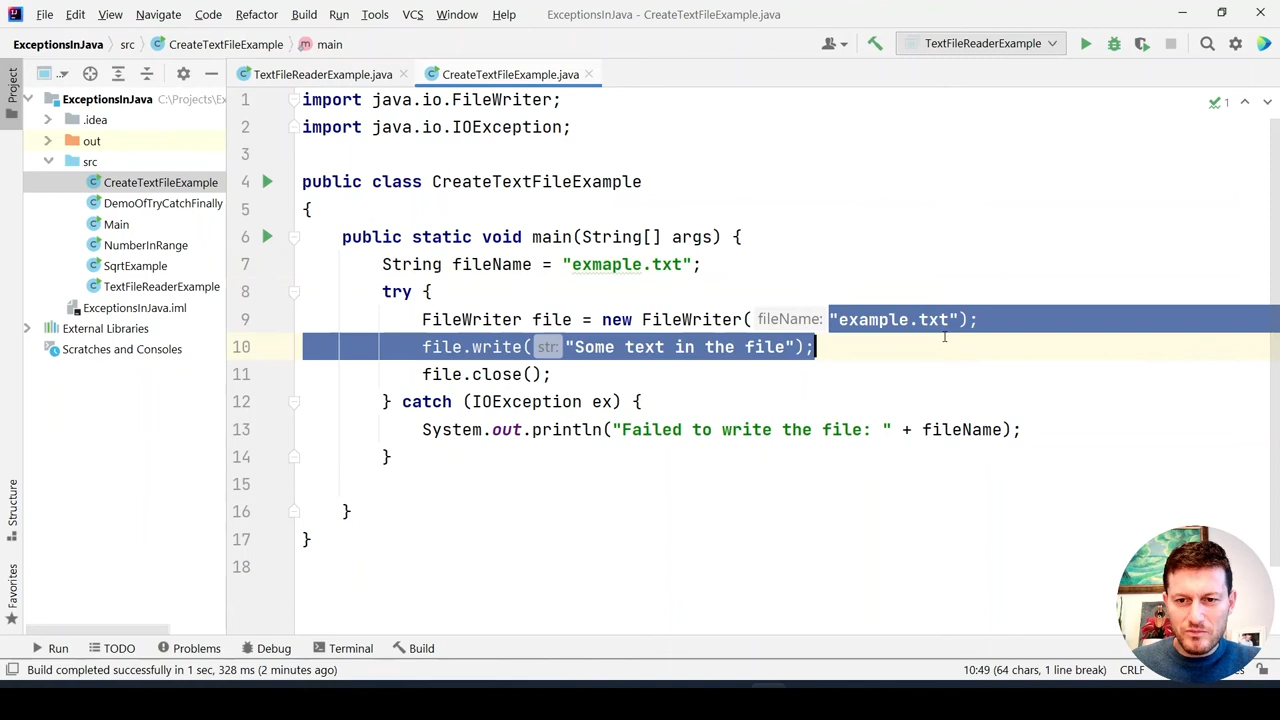 File Edit View Navigate Code Refactor Build Run Tools VCS Window Help ExceptionsInJava - CreateTextFileExample.java
ExceptionsInJava src CreateTextFileExample main TextFileReaderExample
Project
TextFileReaderExample.java CreateTextFileExample.java
ExceptionsInJava C:\Projects\Ex
.idea
out
src
CreateTextFileExample
DemoOfTryCatchFinally
Main
NumberInRange
SqrtExample
TextFileReaderExample
ExceptionsInJava.iml
External Libraries
Scratches and Consoles
1 import java.io.FileWriter;
2 import java.io.IOException;
3
4 public class CreateTextFileExample
5 {
6 public static void main(String[] args) {
7 String fileName = "exmaple.txt";
8 try {
9 FileWriter file = new FileWriter( fileName: "example.txt");
10 file.write( str: "Some text in the file");
11 file.close();
12 } catch (IOException ex) {
13 System.out.println("Failed to write the file: " + fileName);
14 }
15
16 }
17 }
18
1
Structure
Favorites
Run TODO Problems Debug Terminal Build
Build completed successfully in 1 sec, 328 ms (2 minutes ago) 10:49 (64 chars, 1 line break) CRLF